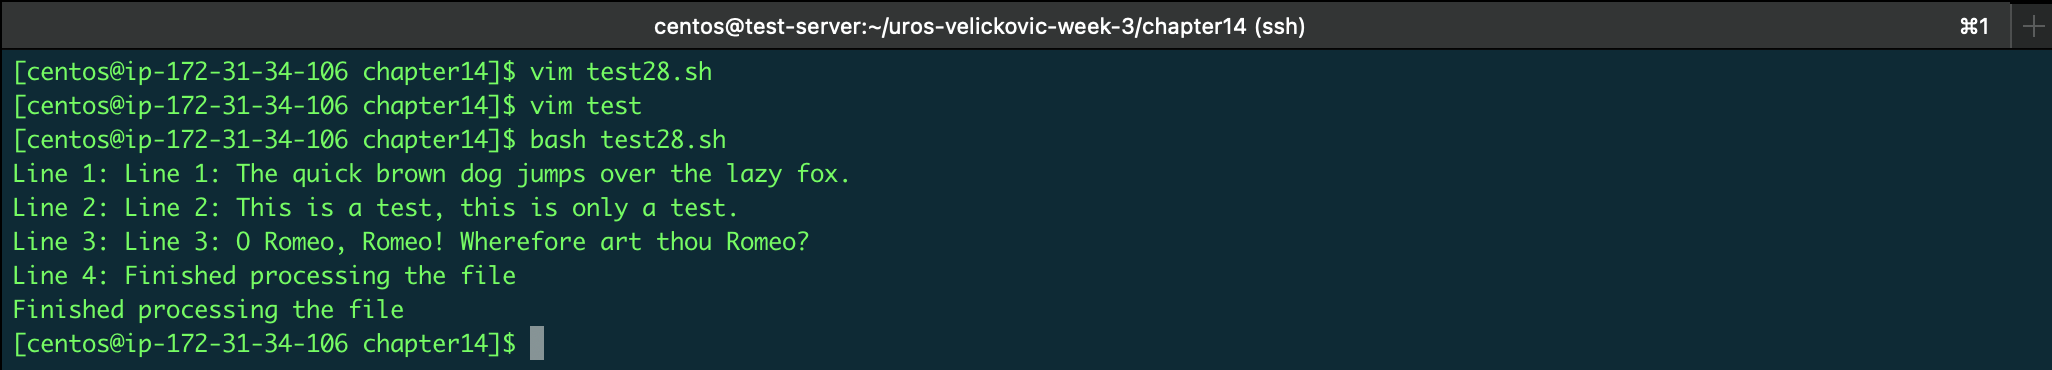 centos@test-server:~/uros-velickovic-week-3/chapter14 (ssh) ⌘1 +
[centos@ip-172-31-34-106 chapter14]$ vim test28.sh
[centos@ip-172-31-34-106 chapter14]$ vim test
[centos@ip-172-31-34-106 chapter14]$ bash test28.sh
Line 1: Line 1: The quick brown dog jumps over the lazy fox.
Line 2: Line 2: This is a test, this is only a test.
Line 3: Line 3: O Romeo, Romeo! Wherefore art thou Romeo?
Line 4: Finished processing the file
Finished processing the file
[centos@ip-172-31-34-106 chapter14]$